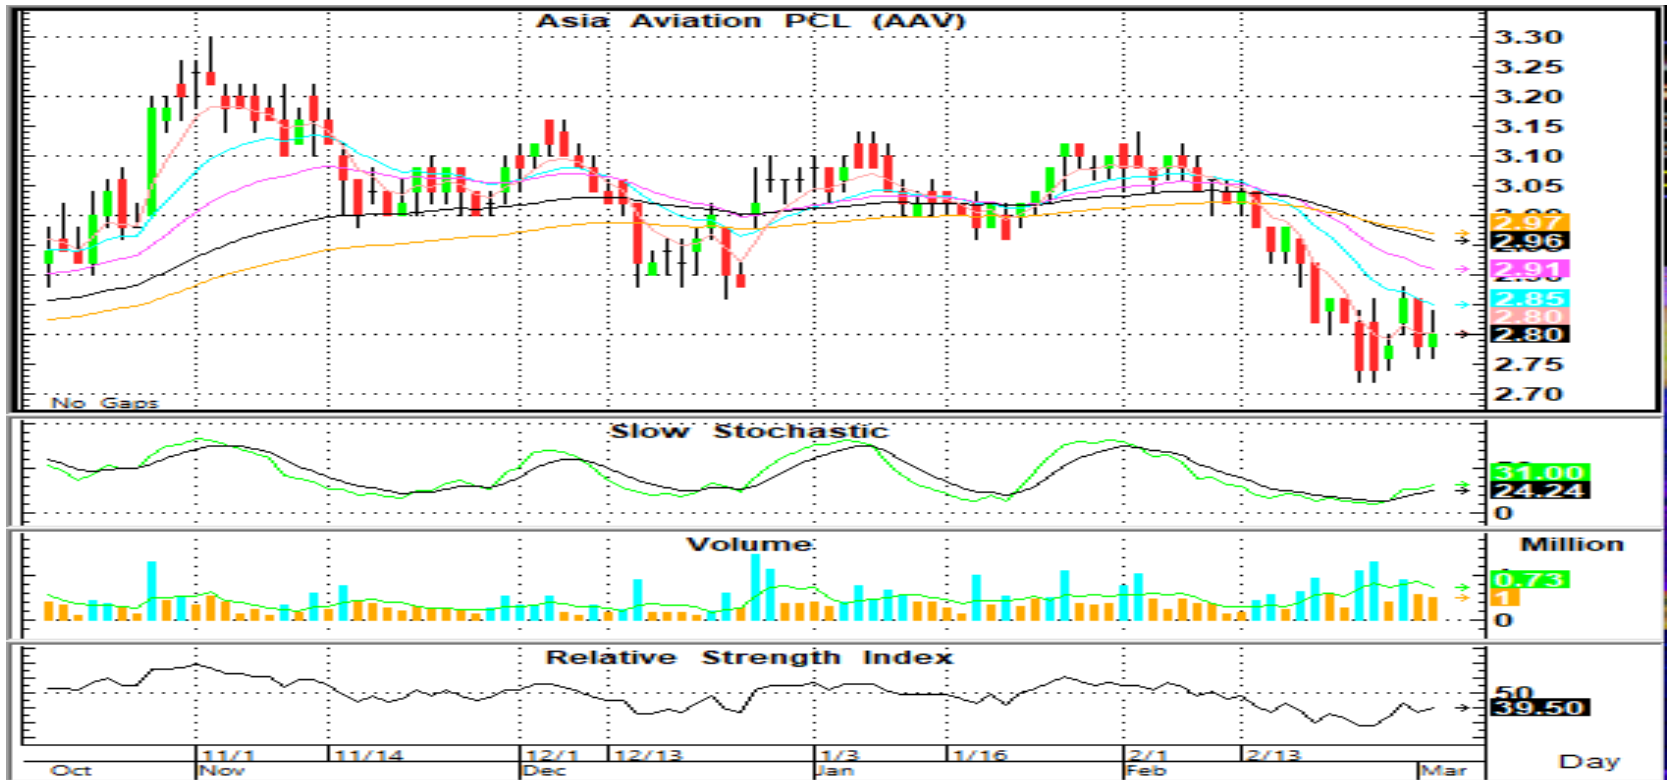 Asia Aviation PCL (AAV)
3.30
3.25
3.20
3.15
3.10
3.05
2.97
2.96
2.91
2.85
2.80
2.80
2.75
2.70
No Gaps
Slow Stochastic
31.00
24.24
0
Volume
Million
0.73
1
0
Relative Strength Index
50
39.50
11/1 11/14 12/1 12/13 1/3 1/16 2/1 2/13
Oct Nov Dec Jan Feb Mar
Day